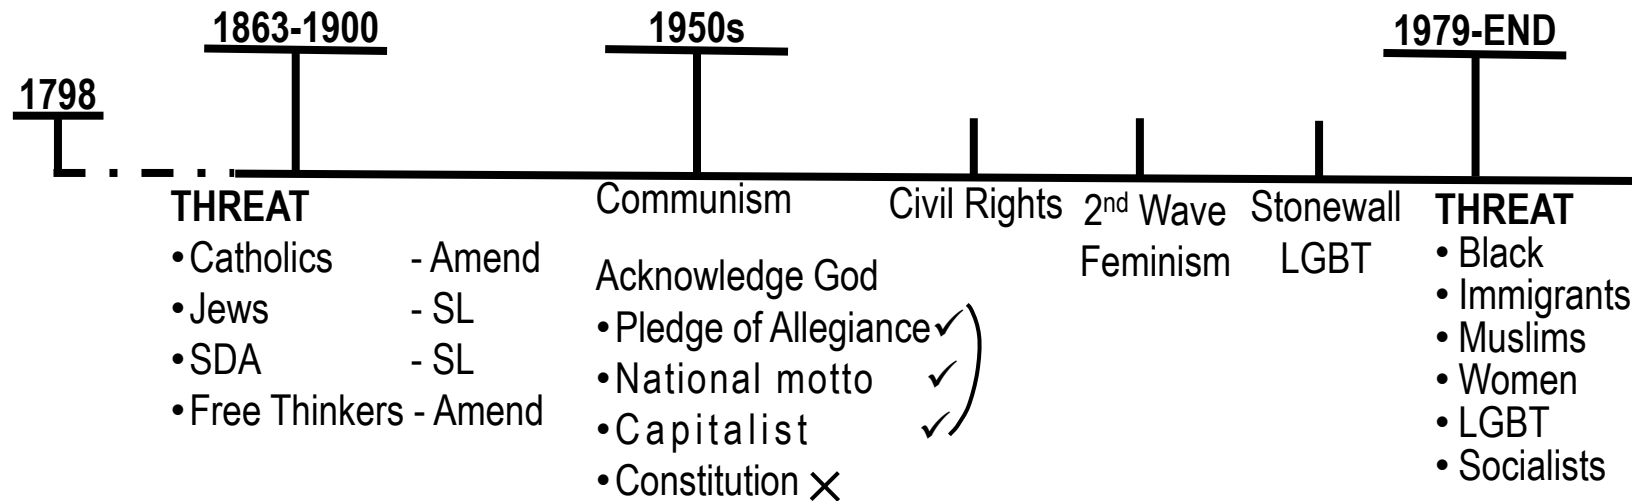 1798
1863-1900
1950s
1979-END
THREAT
•Catholics - Amend
•Jews - SL
•SDA - SL
•Free Thinkers - Amend
Communism
Acknowledge God
•Pledge of Allegiance ✓
•National motto ✓
•Capitalist ✓
•Constitution ✕
Civil Rights
2nd Wave
Feminism
Stonewall
LGBT
THREAT
• Black
• Immigrants
• Muslims
• Women
• LGBT
• Socialists